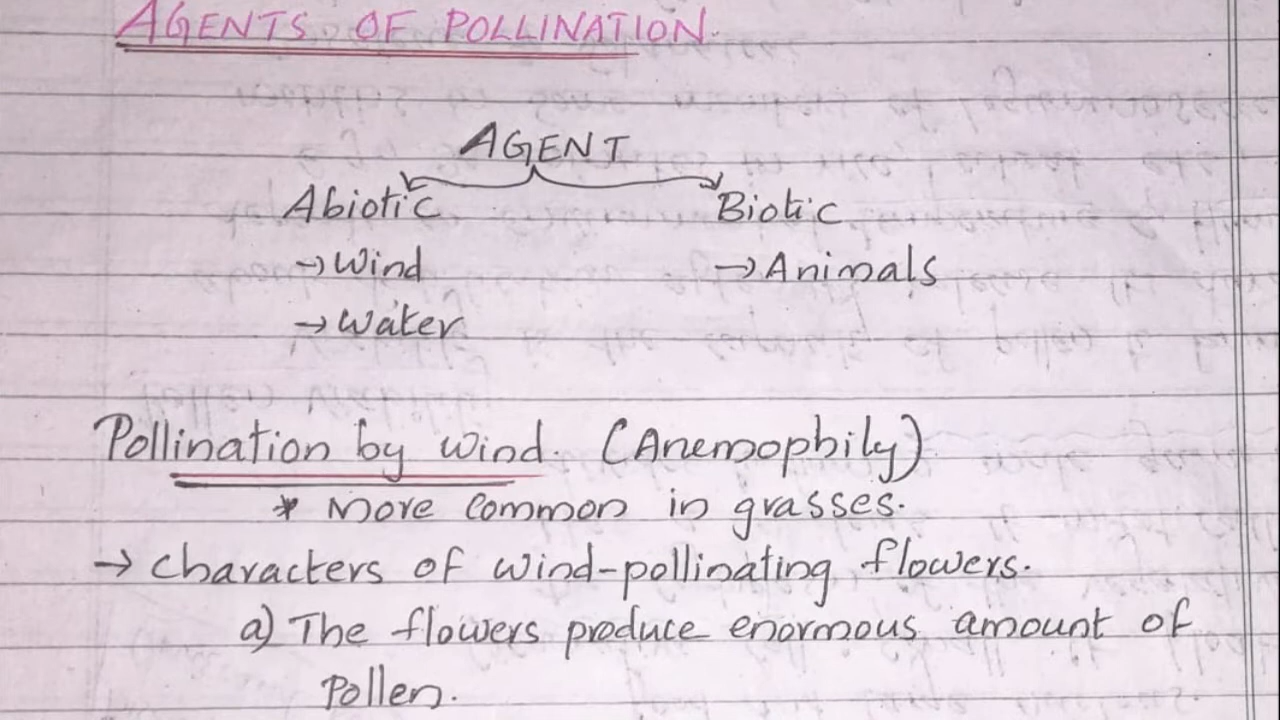 AGENTS OF POLLINATION.
AGENT
Abiotic Biotic
→ Wind → Animals
→ Water
Pollination by Wind. (Anemophily)
* More Common in grasses.
→ Characters of Wind-pollinating flowers.
a) The flowers produce enormous amount of
Pollen.